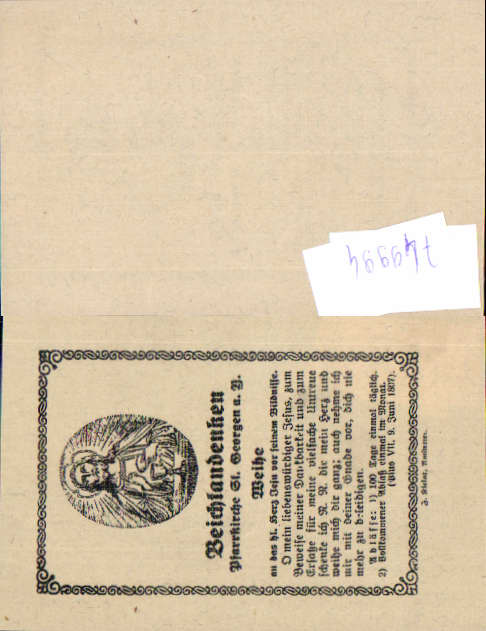 749994
Beichtandenken
Pfarrkirche St. Georgen a. Y.
Weihe
an das hl. Herz Jesu vor seinem Bildnisse.
O mein liebenswürdiger Jesus, zum
Beweise meiner Dankbarkeit und zum
Ersatze für meine vielfache Untreue
schenke ich N. N. dir mein Herz und
weihe mich dir ganz; auch nehme ich
mir mit deiner Gnade vor, dich nie
mehr zu b-leidigen.
Ablässe: 1) 100 Tage einmal täglich.
2) Vollkommener Ablaß einmal im Monat.
(Pius VII. 9. Juni 1807).